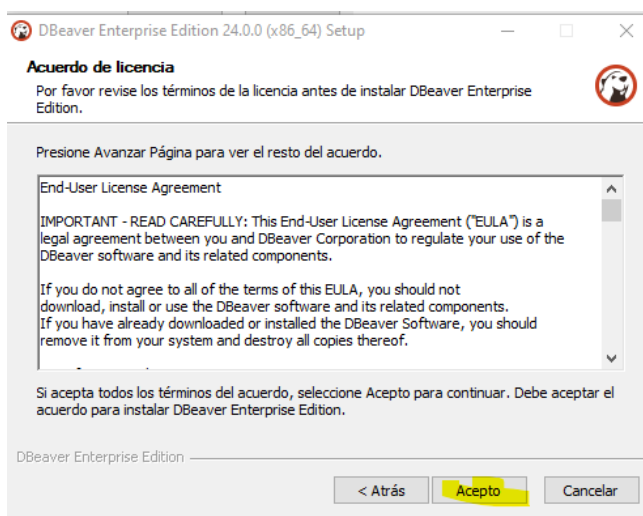 DBeaver Enterprise Edition 24.0.0 (x86_64) Setup
Acuerdo de licencia
Por favor revise los términos de la licencia antes de instalar DBeaver Enterprise
Edition.
Presione Avanzar Página para ver el resto del acuerdo.
End-User License Agreement
IMPORTANT - READ CAREFULLY: This End-User License Agreement ("EULA") is a
legal agreement between you and DBeaver Corporation to regulate your use of the
DBeaver software and its related components.
If you do not agree to all of the terms of this EULA, you should not
download, install or use the DBeaver software and its related components.
If you have already downloaded or installed the DBeaver Software, you should
remove it from your system and destroy all copies thereof.
Si acepta todos los términos del acuerdo, seleccione Acepto para continuar. Debe aceptar el
acuerdo para instalar DBeaver Enterprise Edition.
DBeaver Enterprise Edition
< Atrás Acepto Cancelar